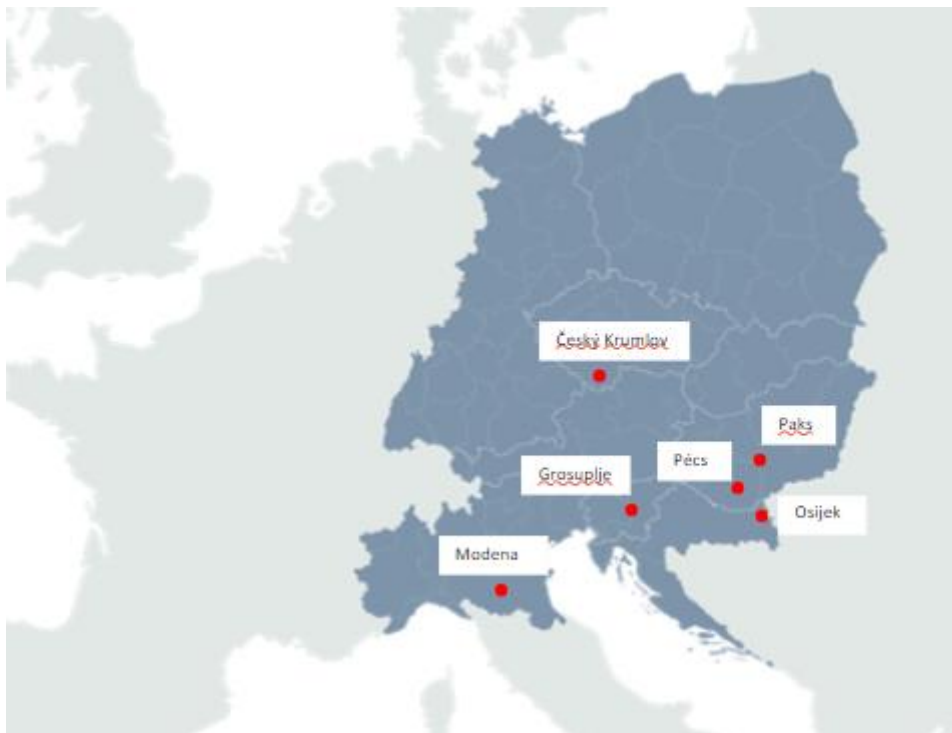 Český Krumlov
Paks
Pécs
Grosuplje
Osijek
Modena